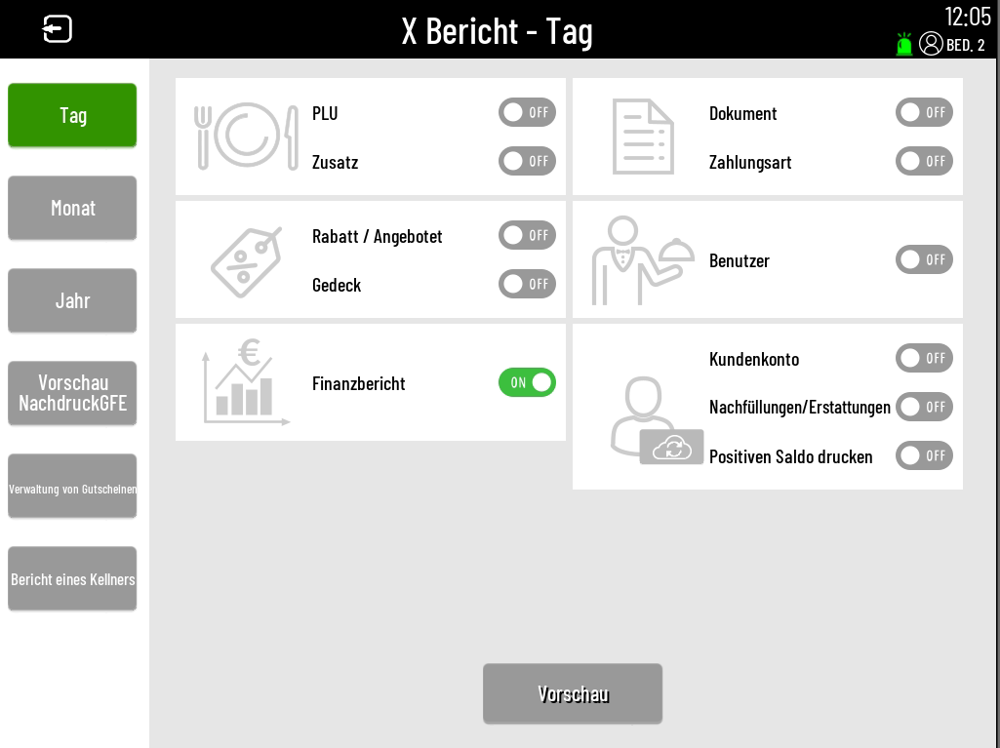 X Bericht - Tag
12:05
BED. 2
Tag
Monat
Jahr
Vorschau
NachdruckGFE
Verwaltung von Gutscheinen
Bericht eines Kellners
PLU
OFF
Zusatz
OFF
Dokument
OFF
Zahlungsart
OFF
Rabatt / Angebotet
OFF
Gedeck
OFF
Benutzer
OFF
€
Finanzbericht
ON
Kundenkonto
OFF
Nachfüllungen/Erstattungen
OFF
Positiven Saldo drucken
OFF
Vorschau